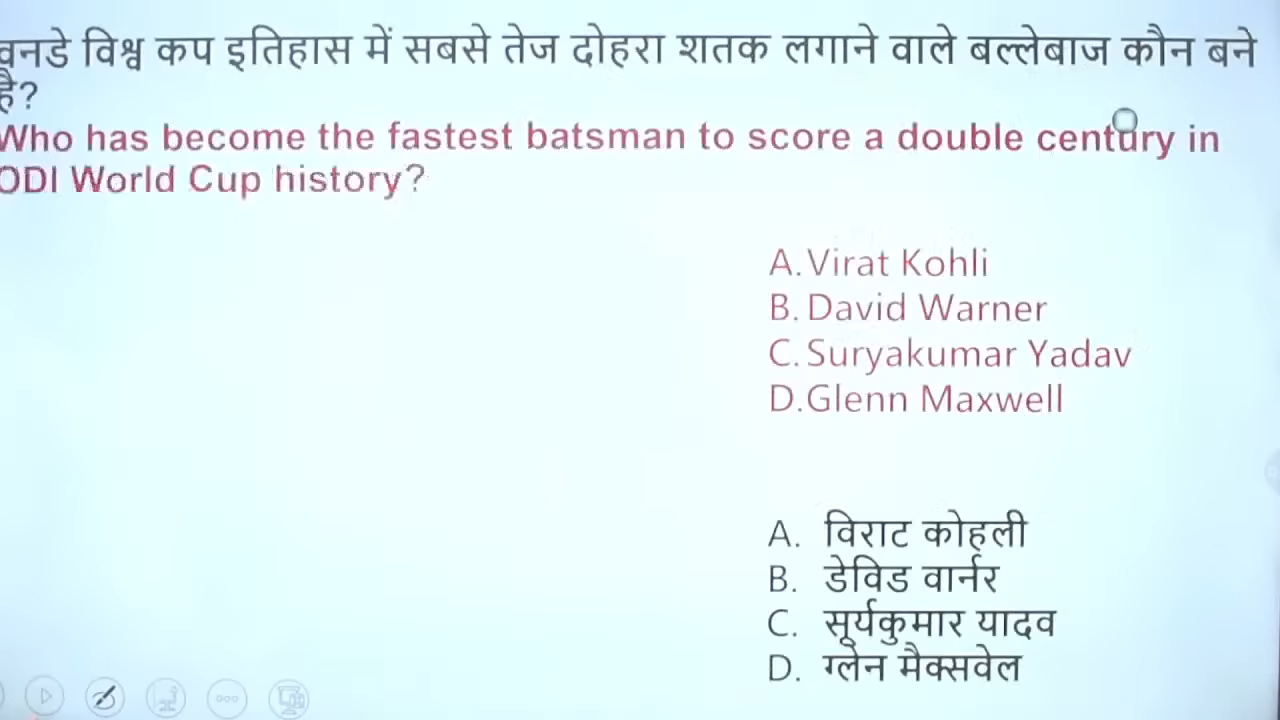 वनडे विश्व कप इतिहास में सबसे तेज दोहरा शतक लगाने वाले बल्लेबाज कौन बने
है?
Who has become the fastest batsman to score a double century in
ODI World Cup history?
A. Virat Kohli
B. David Warner
C. Suryakumar Yadav
D. Glenn Maxwell
A. विराट कोहली
B. डेविड वार्नर
C. सूर्यकुमार यादव
D. ग्लेन मैक्सवेल